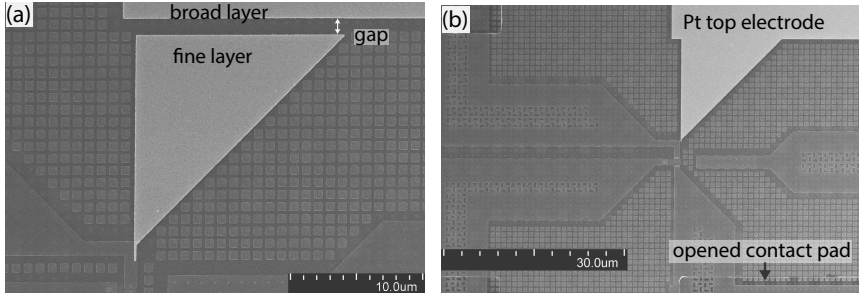 (a)
broad layer
gap
fine layer
10.0um
(b)
Pt top electrode
opened contact pad
30.0um